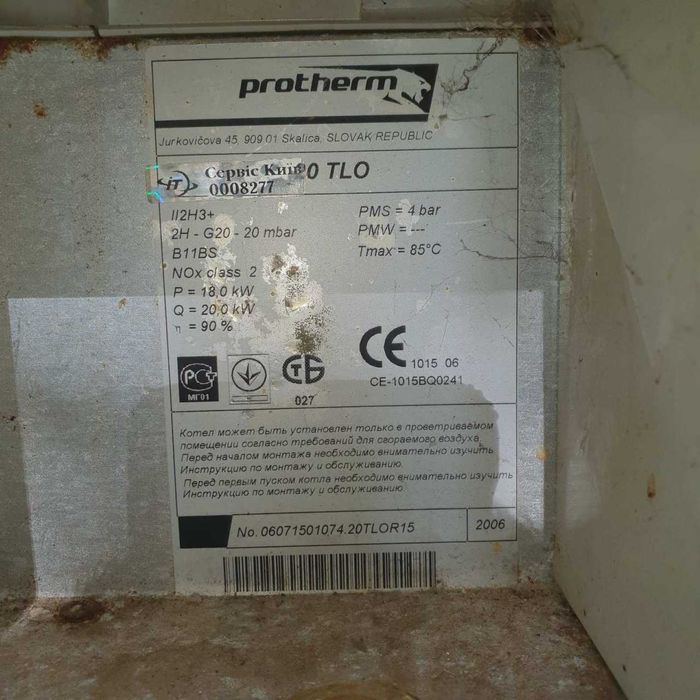 protherm
Jurkovičova 45, 909 01 Skalica, SLOVAK REPUBLIC
ІТ Сервіс Київ 0 TLO
0008277
II2H3+
2H - G20 - 20 mbar
B11BS
NOx class 2
P = 18,0 kW
Q = 20,0 kW
η = 90 %
PMS = 4 bar
PMW = ---
Tmax = 85°C
МГ01
027
CE 1015 06
CE-1015BQ0241
Котел может быть установлен только в проветриваемом
помещении согласно требований для сгораемого воздуха.
Перед началом монтажа необходимо внимательно изучить
Инструкцию по монтажу и обслуживанию.
Перед первым пуском котла необходимо внимательно изучить
Инструкцию по монтажу и обслуживанию.
No. 06071501074.20TLOR15 2006